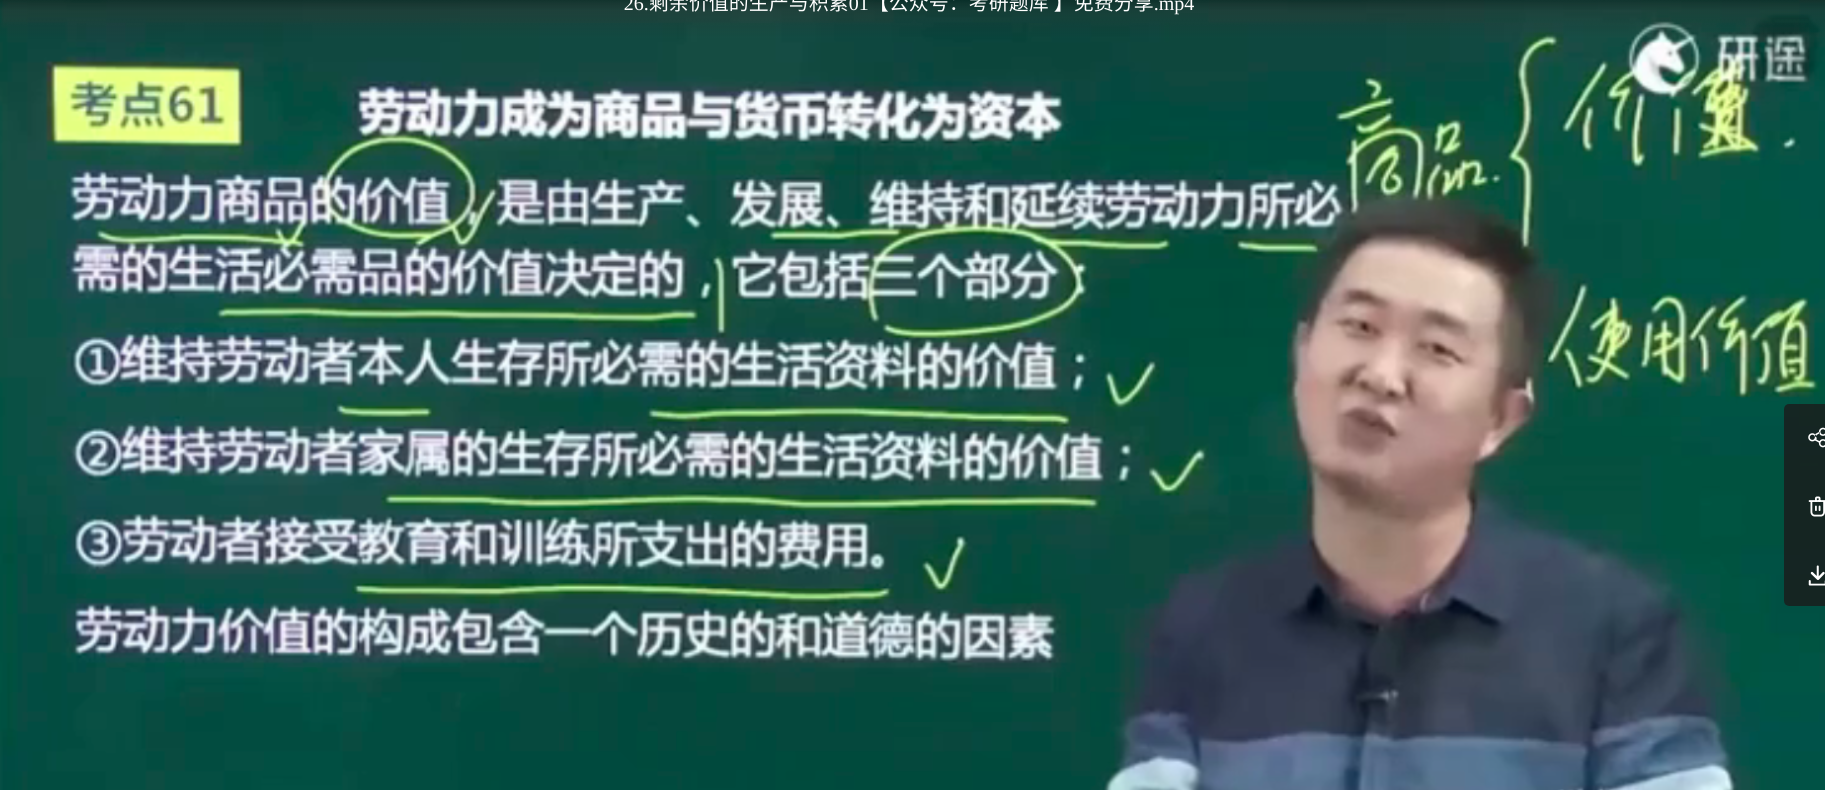 26.剩余价值的生产与积累01【公众号：考研题库 】免费分享.mp4
研途
考点61
劳动力成为商品与货币转化为资本
劳动力商品的价值，是由生产、发展、维持和延续劳动力所必
需的生活必需品的价值决定的，它包括三个部分：
①维持劳动者本人生存所必需的生活资料的价值；
②维持劳动者家属的生存所必需的生活资料的价值；
③劳动者接受教育和训练所支出的费用。
劳动力价值的构成包含一个历史的和道德的因素
商品
价值
使用价值